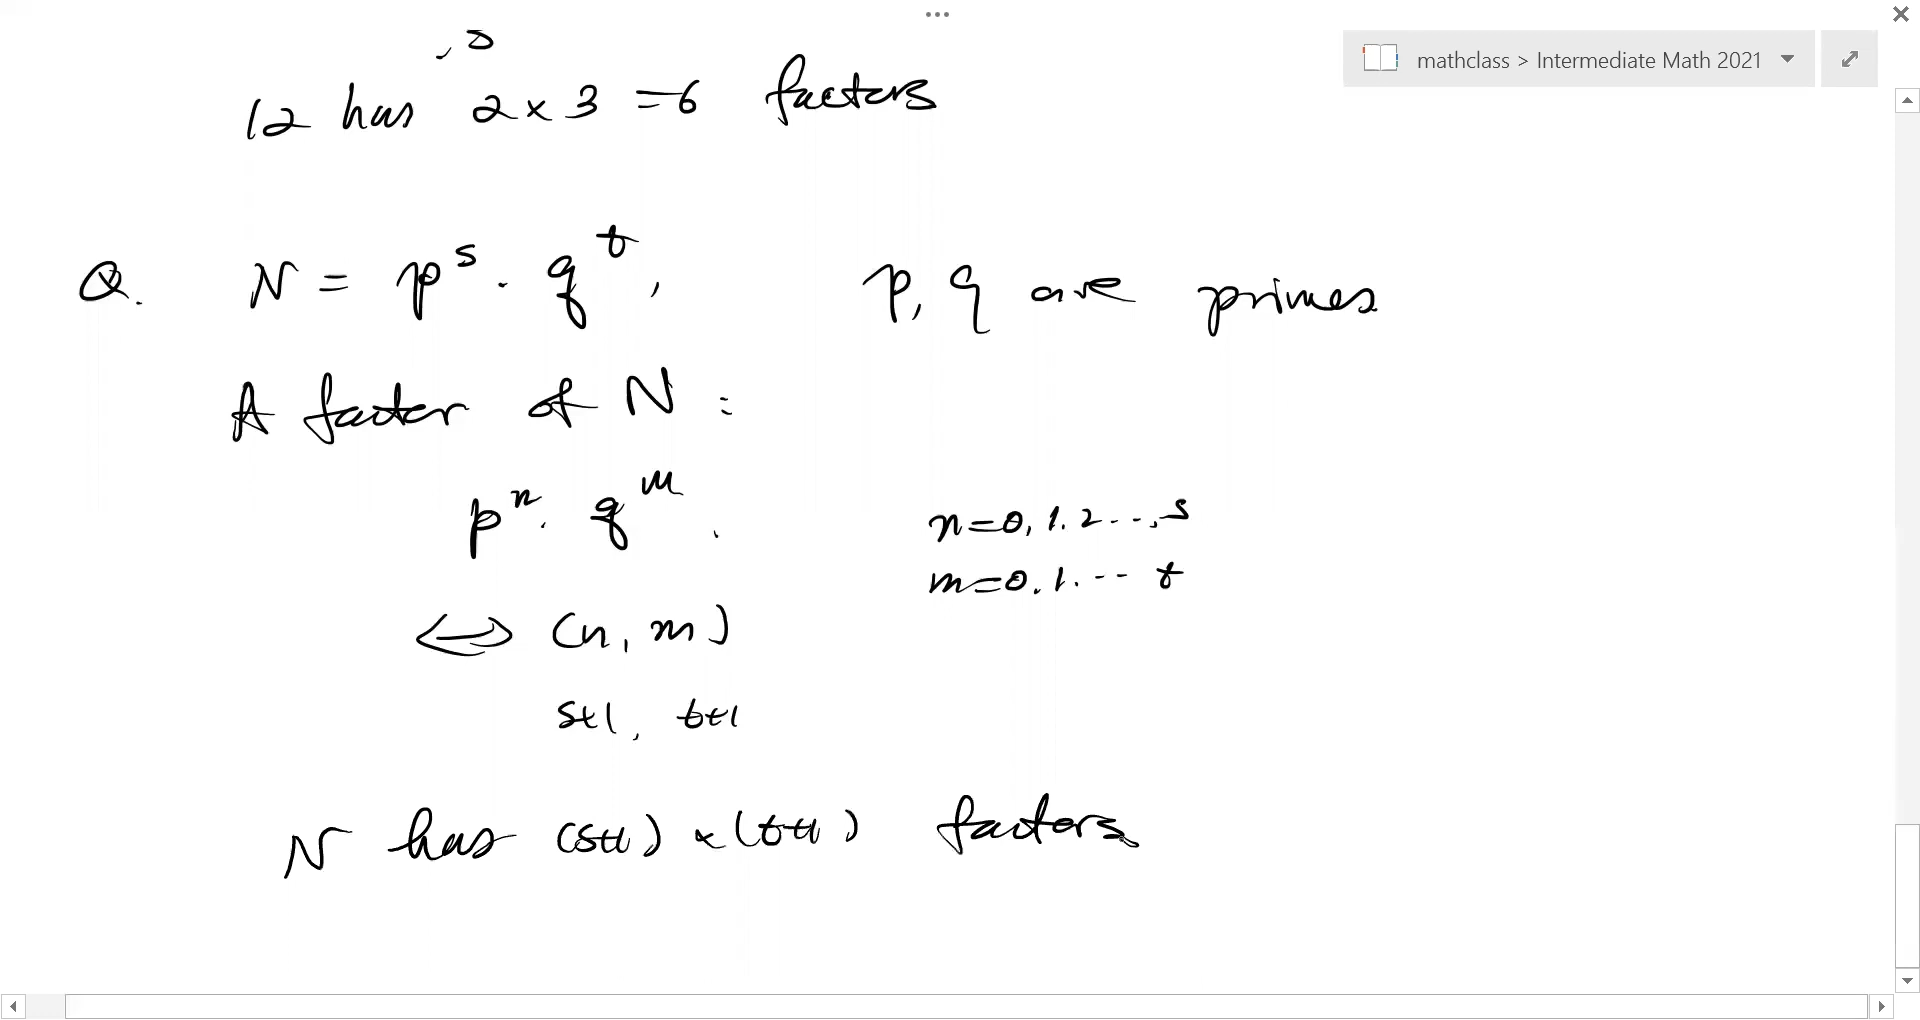 ...
mathclass > Intermediate Math 2021
12 has 2 x 3 = 6 factors
Q. N = p^s · q^t, p, q are primes
A factor of N :
p^n · q^m . n=0, 1, 2 ..., s
m=0, 1, ... t
<=> (n, m)
s+1, t+1
N has (s+1) x (t+1) factors